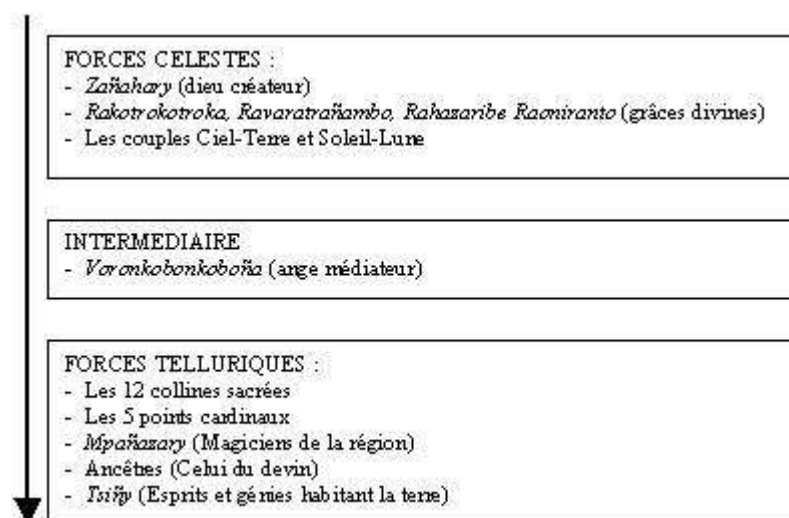 FORCES CELESTES :
- Zañahary (dieu créateur)
- Rakotrokotroka, Ravaratrañambo, Rahazaribe Raoniranto (grâces divines)
- Les couples Ciel-Terre et Soleil-Lune
INTERMEDIAIRE
- Voronkobonkoboña (ange médiateur)
FORCES TELLURIQUES :
- Les 12 collines sacrées
- Les 5 points cardinaux
- Mpañazary (Magiciens de la région)
- Ancêtres (Celui du devin)
- Tsiñy (Esprits et génies habitant la terre)